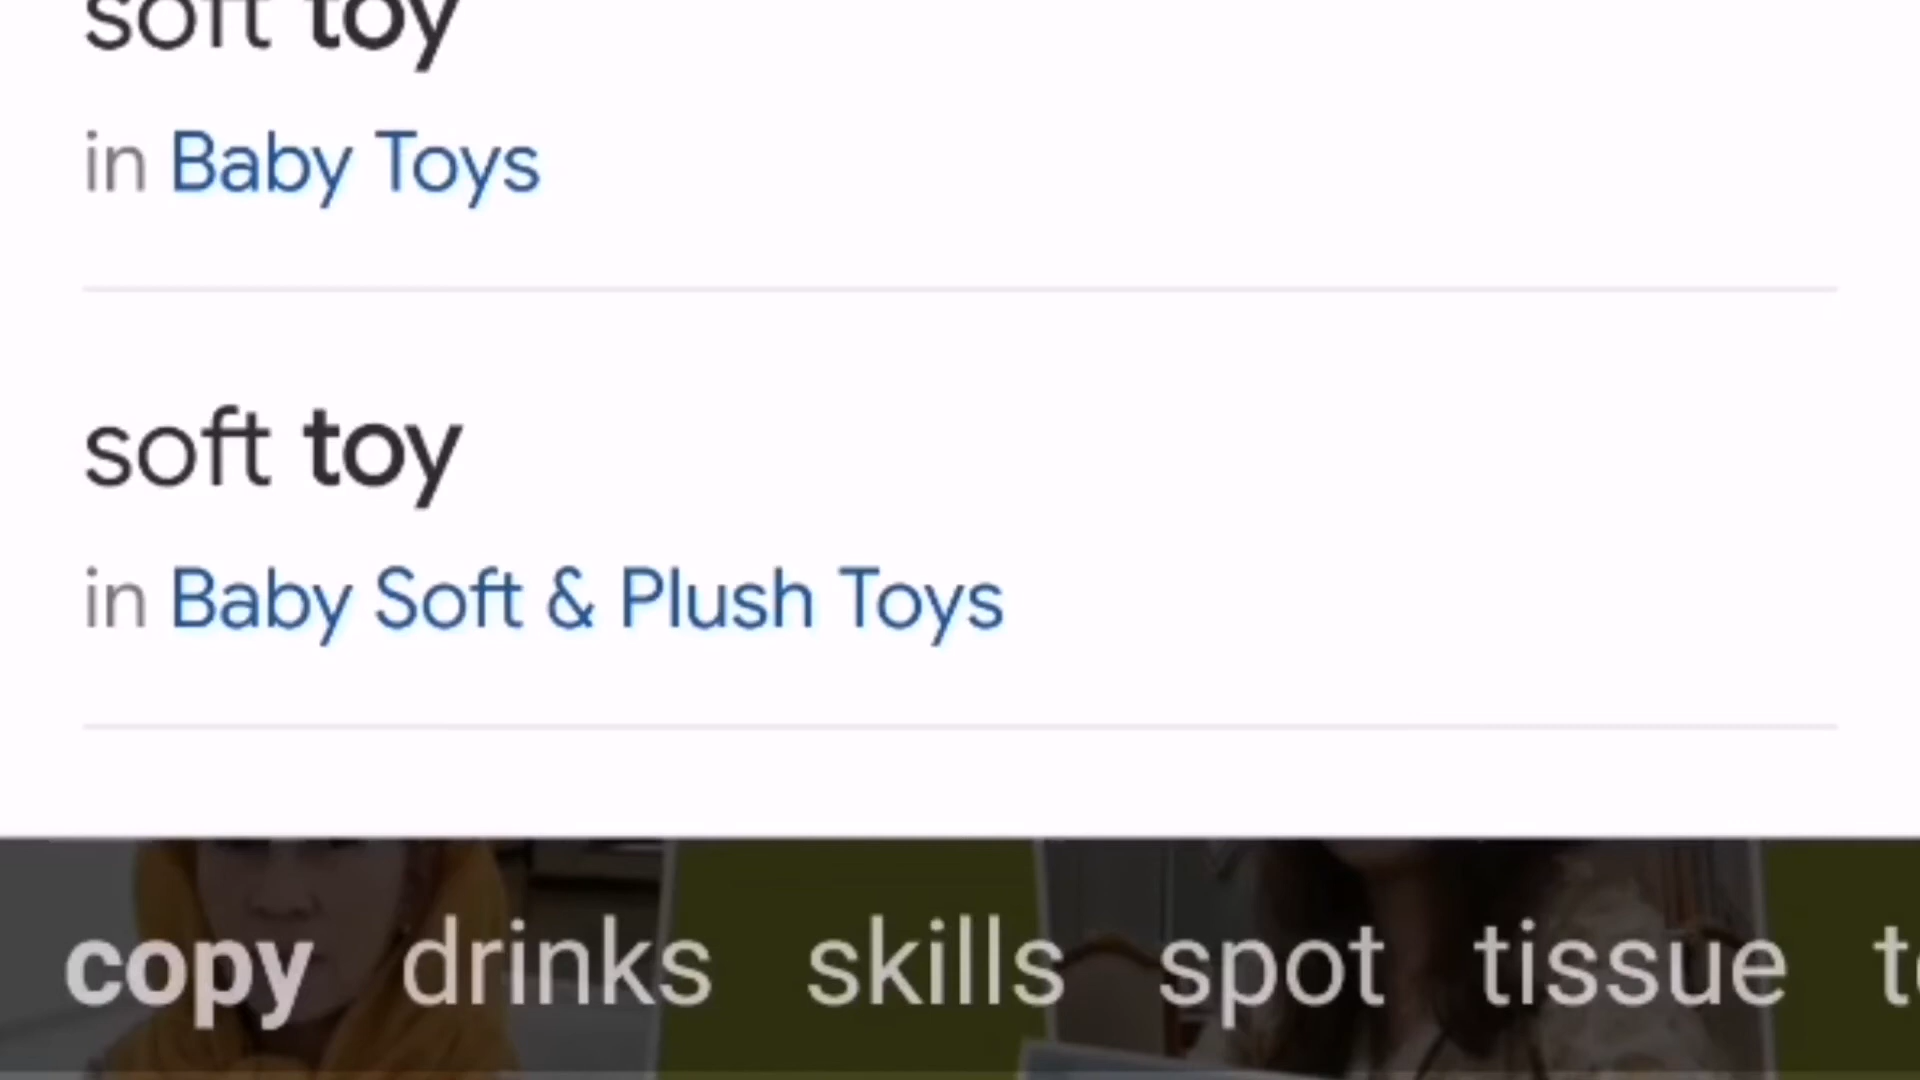 soft toy
in Baby Toys
soft toy
in Baby Soft & Plush Toys
copy drinks skills spot tissue